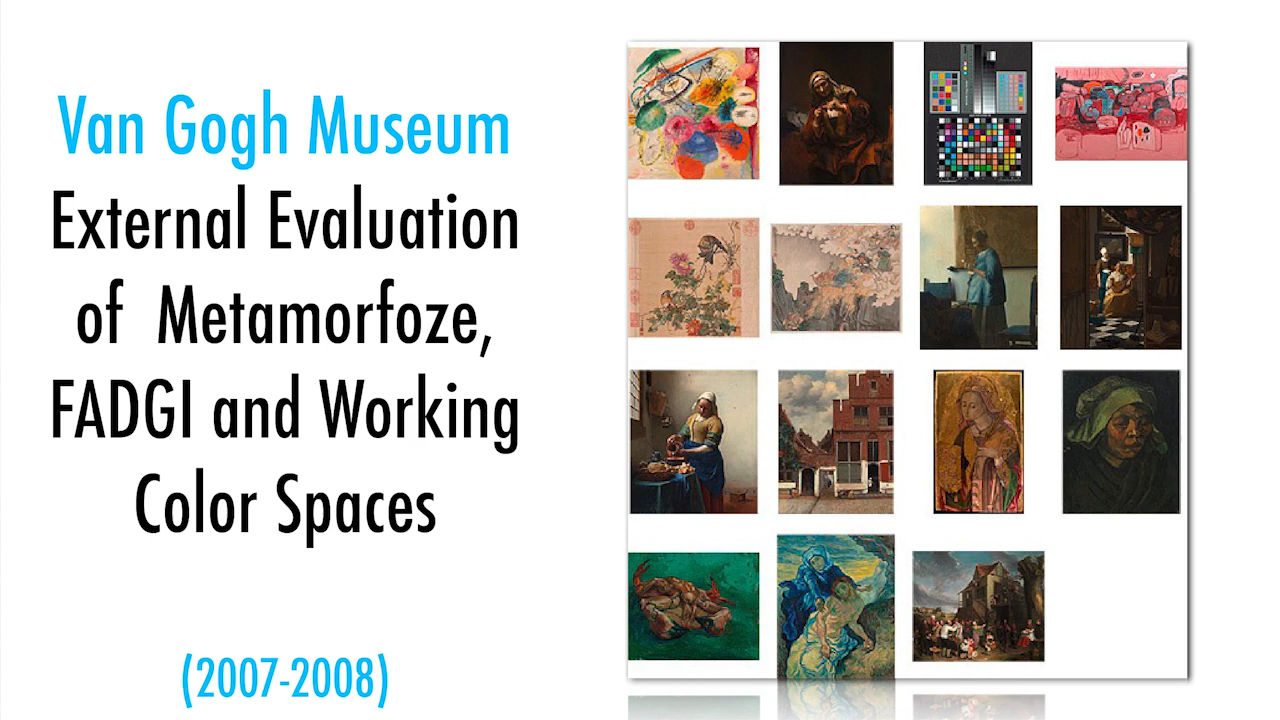 Van Gogh Museum
External Evaluation
of Metamorfoze,
FADGI and Working
Color Spaces
(2007-2008)